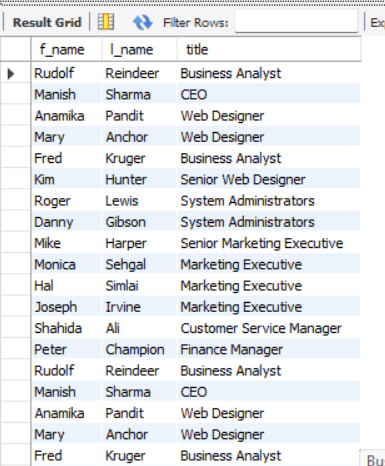 Result Grid Filter Rows: Exp
f_name l_name title
Rudolf Reindeer Business Analyst
Manish Sharma CEO
Anamika Pandit Web Designer
Mary Anchor Web Designer
Fred Kruger Business Analyst
Kim Hunter Senior Web Designer
Roger Lewis System Administrators
Danny Gibson System Administrators
Mike Harper Senior Marketing Executive
Monica Sehgal Marketing Executive
Hal Simlai Marketing Executive
Joseph Irvine Marketing Executive
Shahida Ali Customer Service Manager
Peter Champion Finance Manager
Rudolf Reindeer Business Analyst
Manish Sharma CEO
Anamika Pandit Web Designer
Mary Anchor Web Designer
Fred Kruger Business Analyst